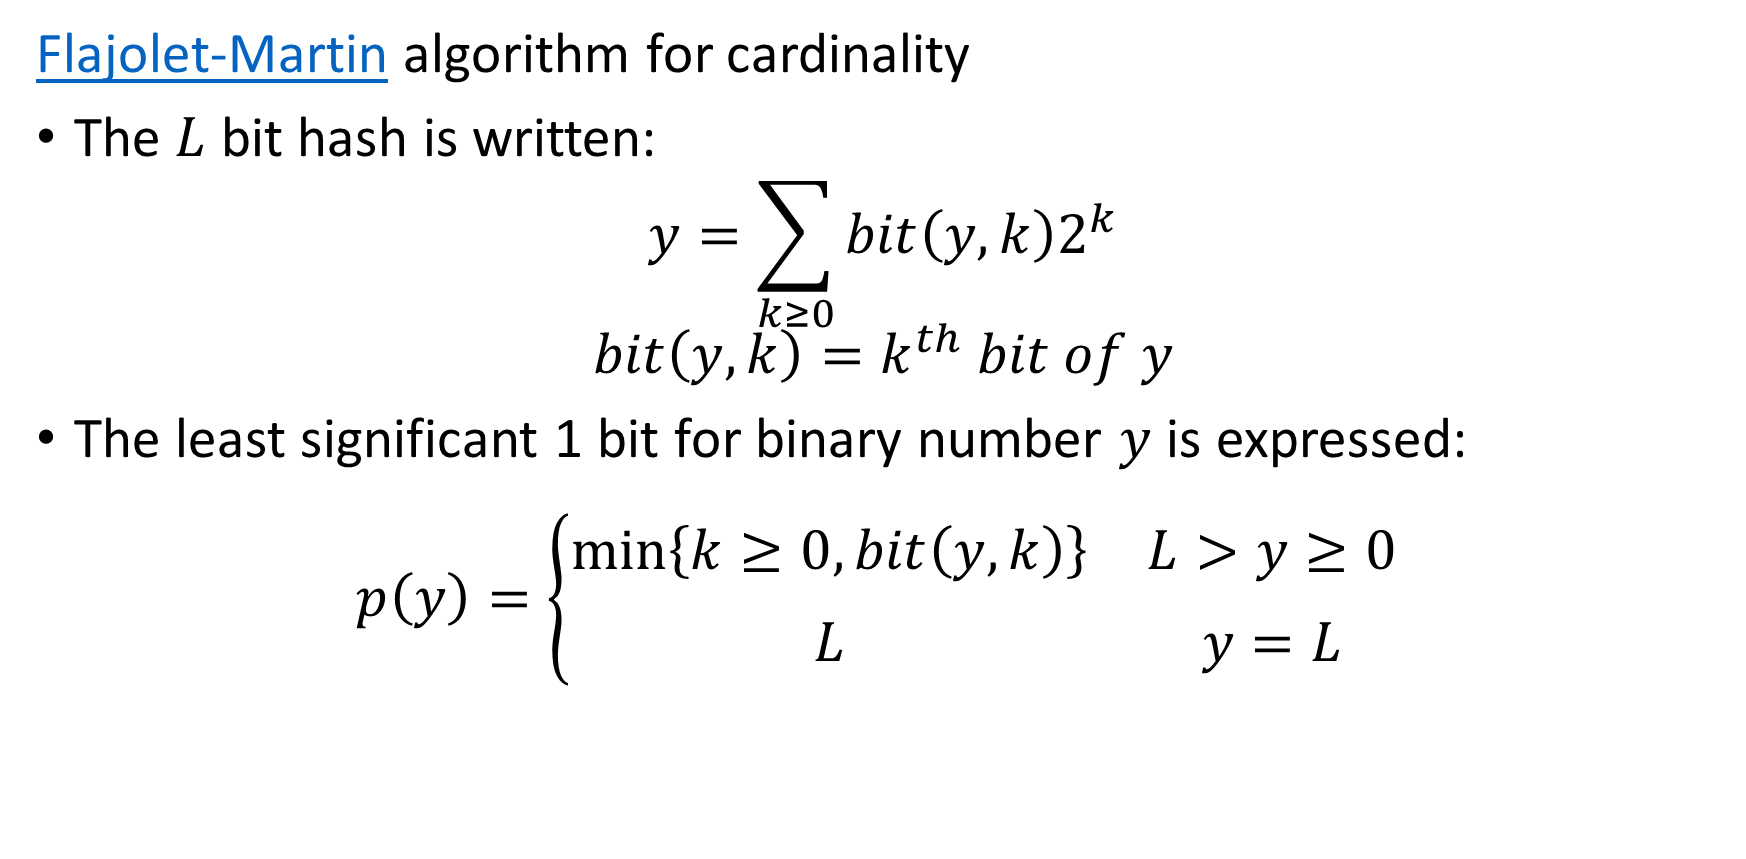 Flajolet-Martin algorithm for cardinality
• The L bit hash is written:
y = ∑_{k≥0} bit(y, k)2^k
bit(y, k) = k^{th} bit of y
• The least significant 1 bit for binary number y is expressed:
p(y) = { min{k ≥ 0, bit(y, k)} L > y ≥ 0
L y = L